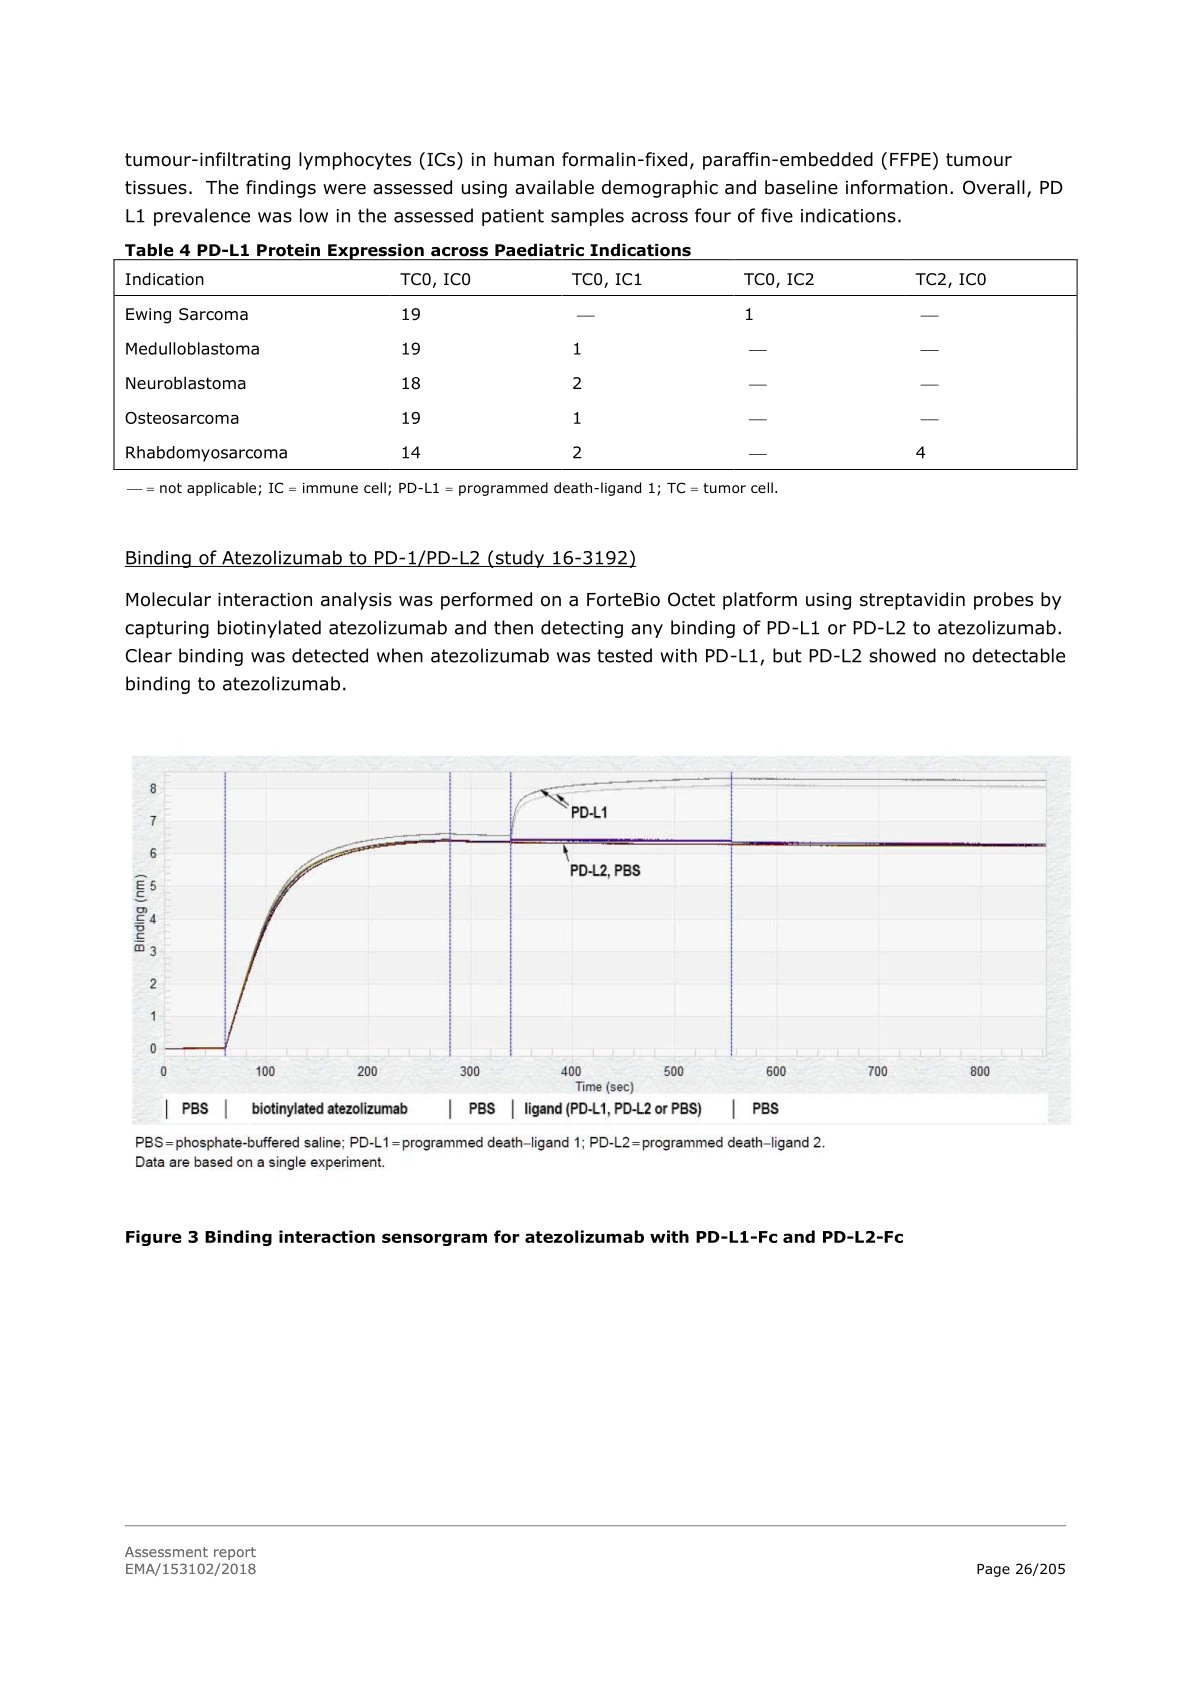 tumour-infiltrating lymphocytes (ICs) in human formalin-fixed, paraffin-embedded (FFPE) tumour
tissues.  The findings were assessed using available demographic and baseline information. Overall, PD
L1 prevalence was low in the assessed patient samples across four of five indications.
Table 4 PD-L1 Protein Expression across Paediatric Indications
Indication TC0, IC0 TC0, IC1 TC0, IC2 TC2, IC0
Ewing Sarcoma 19 — 1 —
Medulloblastoma 19 1 — —
Neuroblastoma 18 2 — —
Osteosarcoma 19 1 — —
Rhabdomyosarcoma 14 2 — 4
— = not applicable; IC = immune cell; PD-L1 = programmed death-ligand 1; TC = tumor cell.
Binding of Atezolizumab to PD-1/PD-L2 (study 16-3192)
Molecular interaction analysis was performed on a ForteBio Octet platform using streptavidin probes by
capturing biotinylated atezolizumab and then detecting any binding of PD-L1 or PD-L2 to atezolizumab.
Clear binding was detected when atezolizumab was tested with PD-L1, but PD-L2 showed no detectable
binding to atezolizumab.
8
7
6
5
4
3
2
1
0
Binding (nm)
PD-L1
PD-L2, PBS
0 100 200 300 400 500 600 700 800
Time (sec)
| PBS | biotinylated atezolizumab | PBS | ligand (PD-L1, PD-L2 or PBS) | PBS
PBS=phosphate-buffered saline; PD-L1=programmed death–ligand 1; PD-L2=programmed death–ligand 2.
Data are based on a single experiment.
Figure 3 Binding interaction sensorgram for atezolizumab with PD-L1-Fc and PD-L2-Fc
Assessment report
EMA/153102/2018 Page 26/205